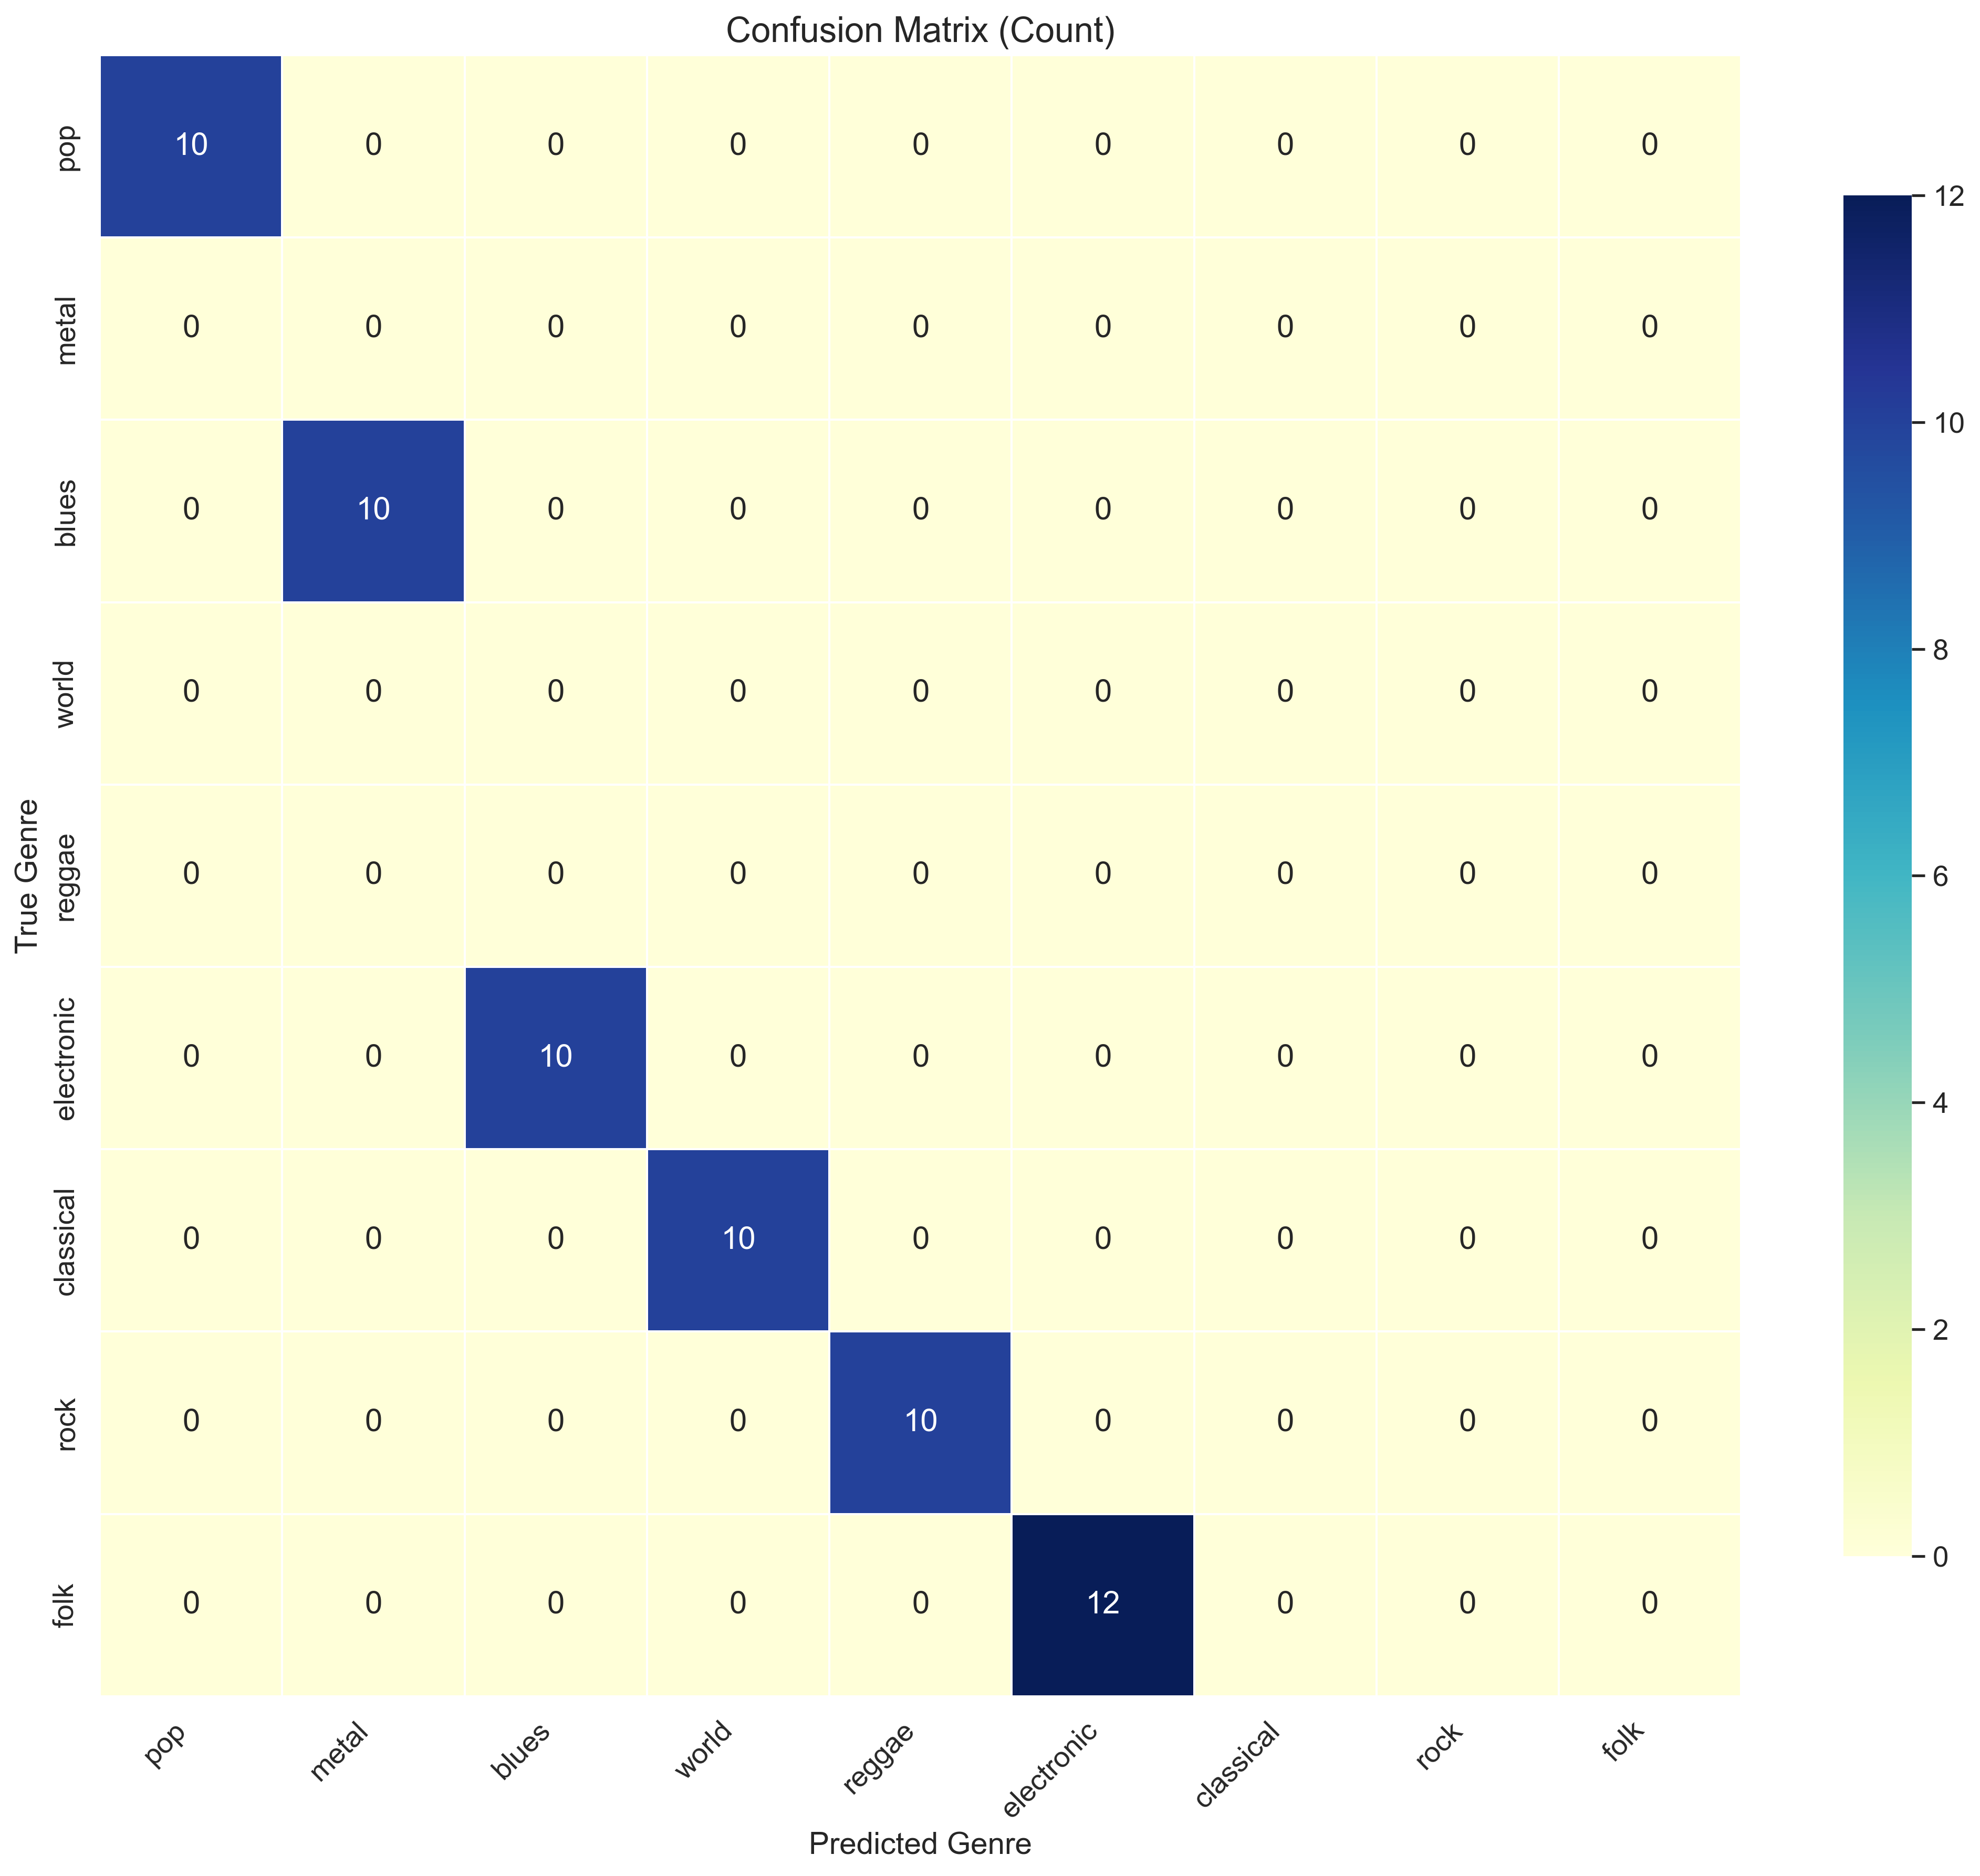 Confusion Matrix (Count)
pop 10 0 0 0 0 0 0 0 0
metal 0 0 0 0 0 0 0 0 0
blues 0 10 0 0 0 0 0 0 0
world 0 0 0 0 0 0 0 0 0
reggae 0 0 0 0 0 0 0 0 0
electronic 0 0 10 0 0 0 0 0 0
classical 0 0 0 10 0 0 0 0 0
rock 0 0 0 0 10 0 0 0 0
folk 0 0 0 0 0 12 0 0 0
True Genre
pop metal blues world reggae electronic classical rock folk
Predicted Genre
12
10
8
6
4
2
0